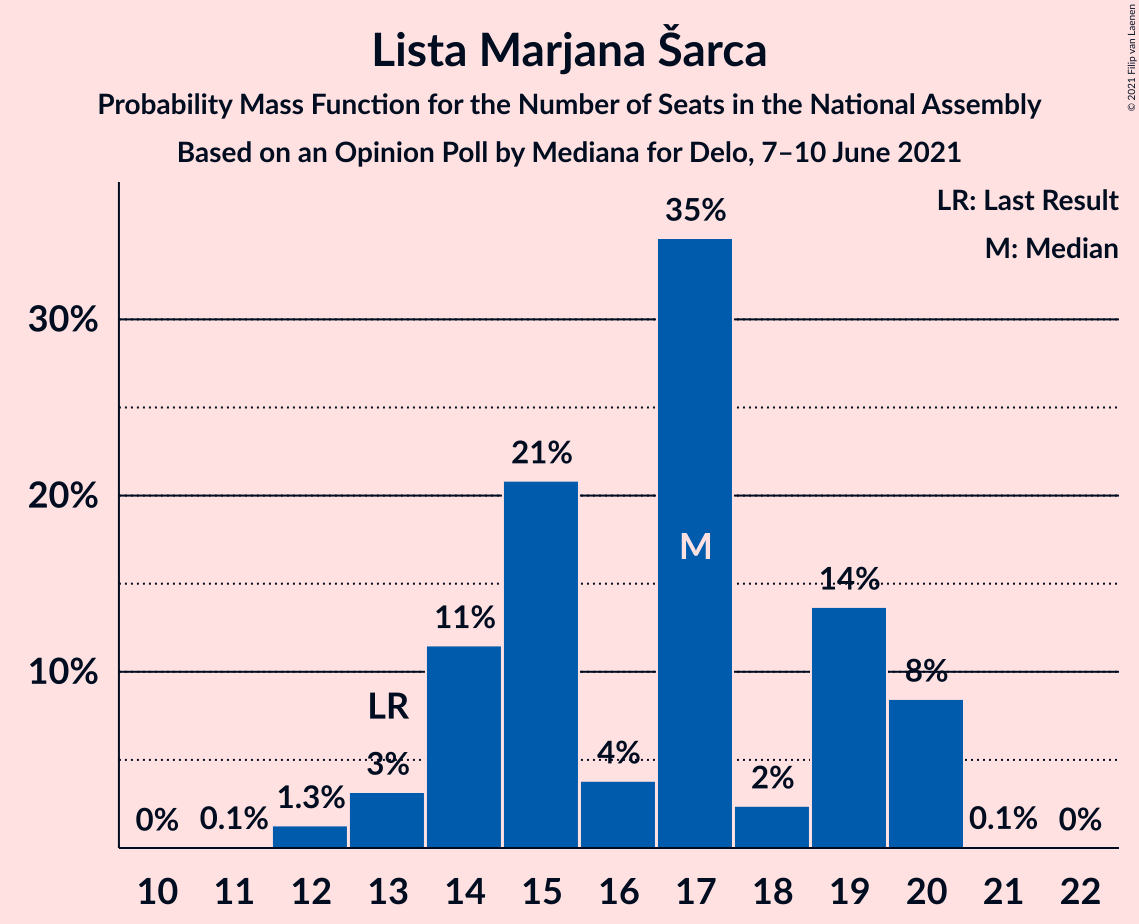 Lista Marjana Šarca
Probability Mass Function for the Number of Seats in the National Assembly
Based on an Opinion Poll by Mediana for Delo, 7–10 June 2021
© 2021 Filip van Laenen
LR: Last Result
M: Median
35%
30%
21%
20%
M
14%
11%
10%
8%
LR
3%
4%
2%
1.3%
0%
0.1%
0.1%
0%
10 11 12 13 14 15 16 17 18 19 20 21 22